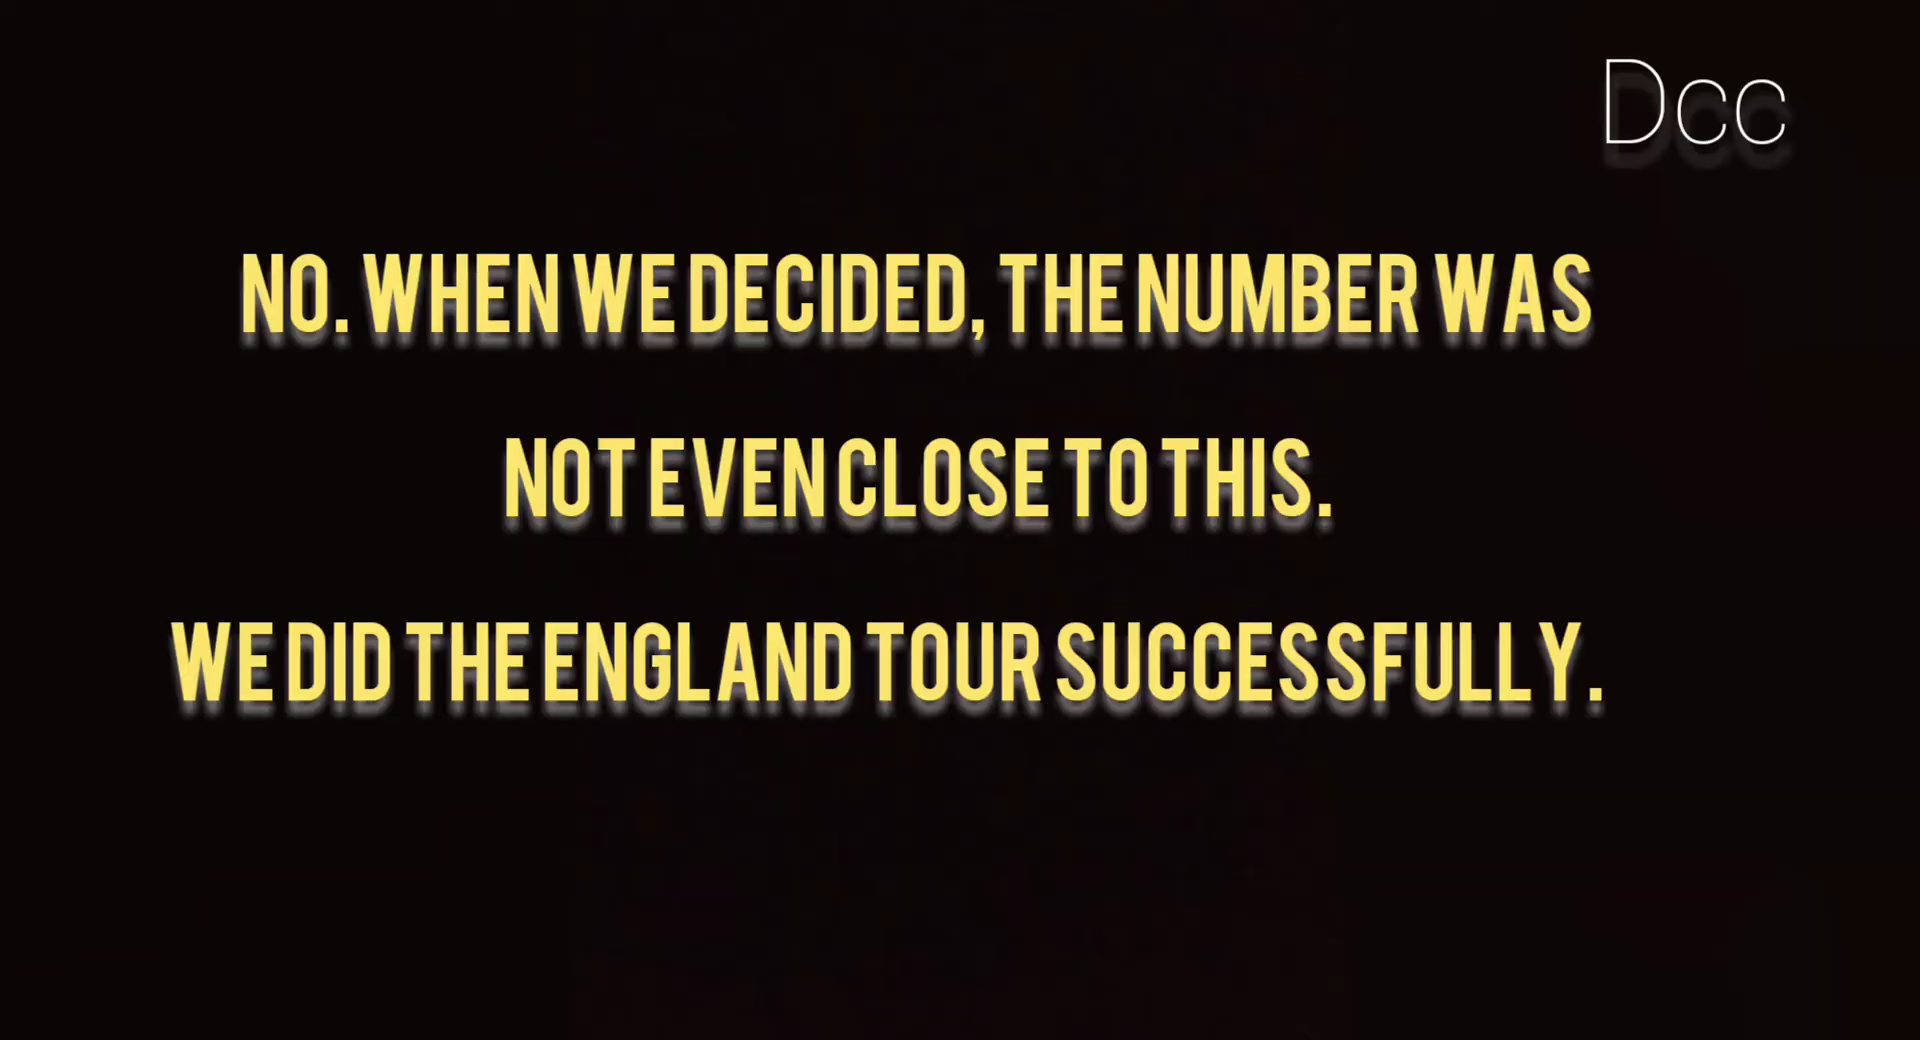 Dcc
NO. WHEN WE DECIDED, THE NUMBER WAS
NOT EVEN CLOSE TO THIS.
WE DID THE ENGLAND TOUR SUCCESSFULLY.